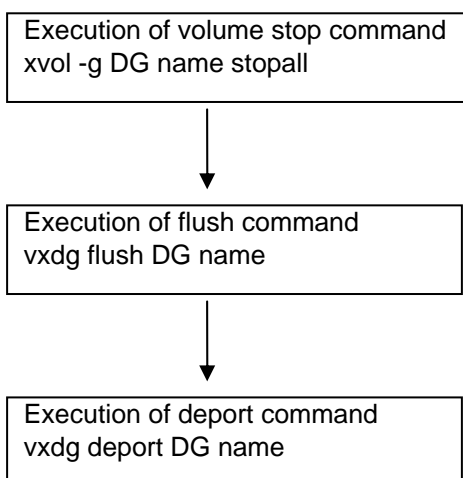 Execution of volume stop command
xvol -g DG name stopall
Execution of flush command
vxdg flush DG name
Execution of deport command
vxdg deport DG name